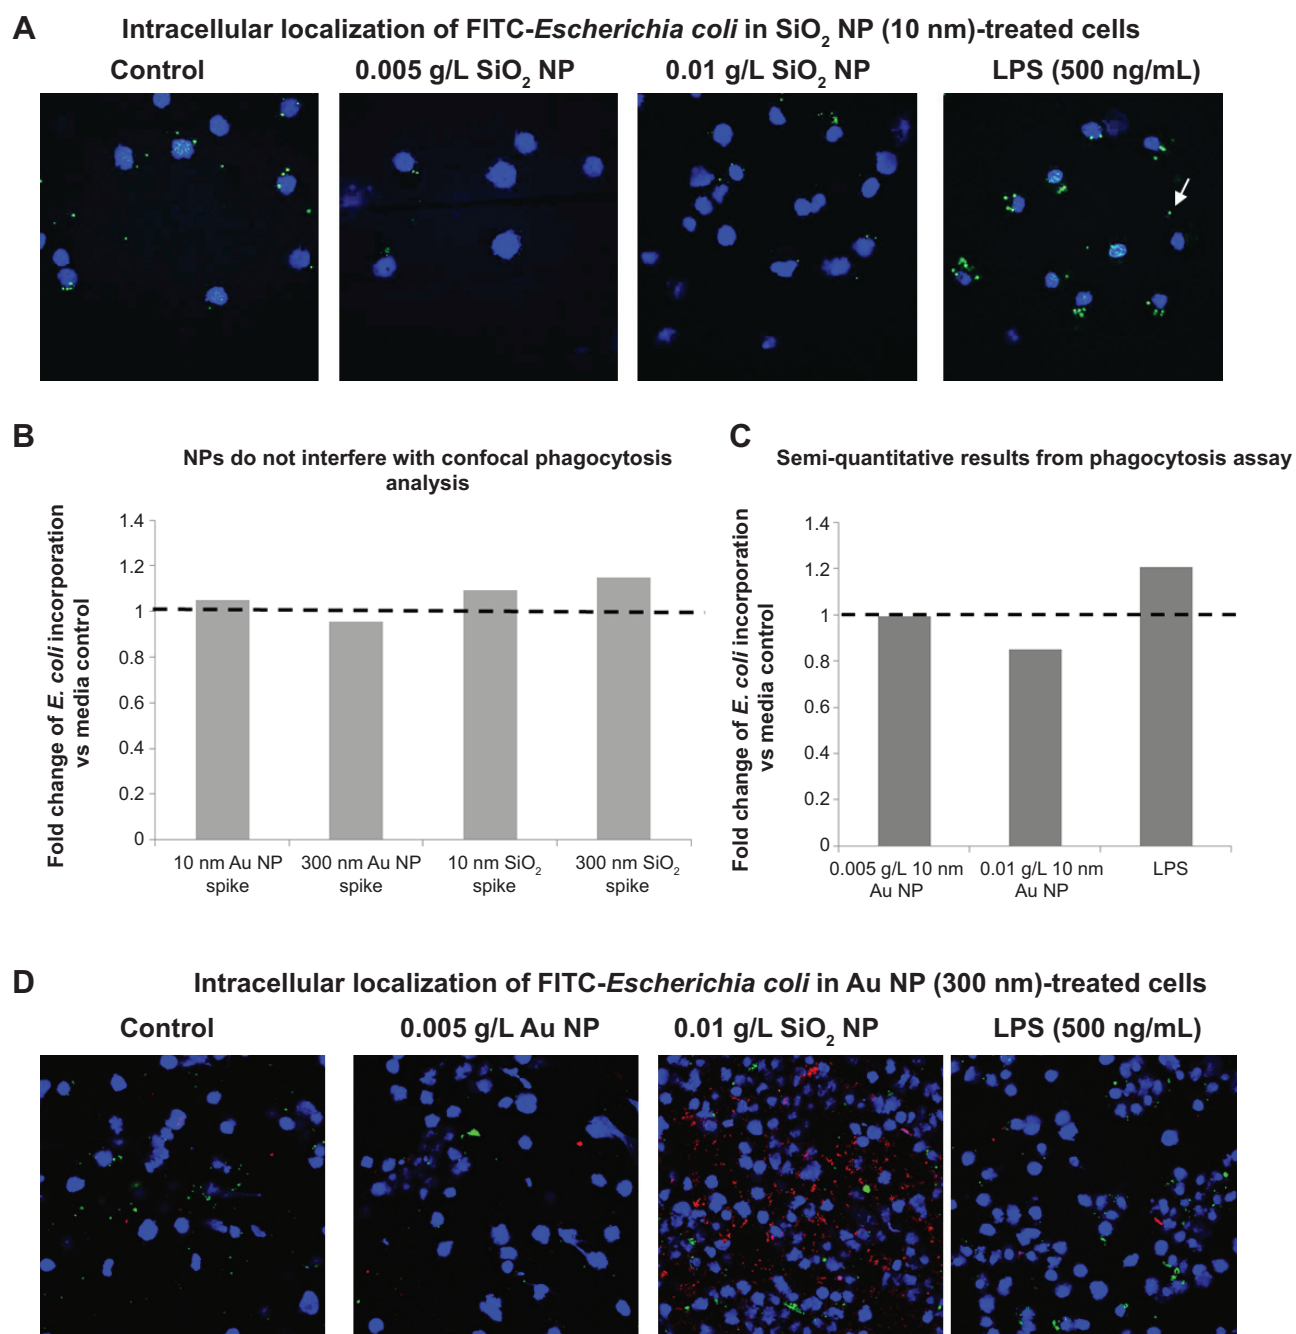 A
Intracellular localization of FITC-Escherichia coli in SiO₂ NP (10 nm)-treated cells
Control
0.005 g/L SiO₂ NP
0.01 g/L SiO₂ NP
LPS (500 ng/mL)
B
NPs do not interfere with confocal phagocytosis
analysis
Fold change of E. coli incorporation
vs media control
1.4
1.2
1
0.8
0.6
0.4
0.2
0
10 nm Au NP
spike
300 nm Au NP
spike
10 nm SiO₂
spike
300 nm SiO₂
spike
C
Semi-quantitative results from phagocytosis assay
Fold change of E. coli incorporation
vs media control
1.4
1.2
1
0.8
0.6
0.4
0.2
0
0.005 g/L 10 nm
Au NP
0.01 g/L 10 nm
Au NP
LPS
D
Intracellular localization of FITC-Escherichia coli in Au NP (300 nm)-treated cells
Control
0.005 g/L Au NP
0.01 g/L SiO₂ NP
LPS (500 ng/mL)